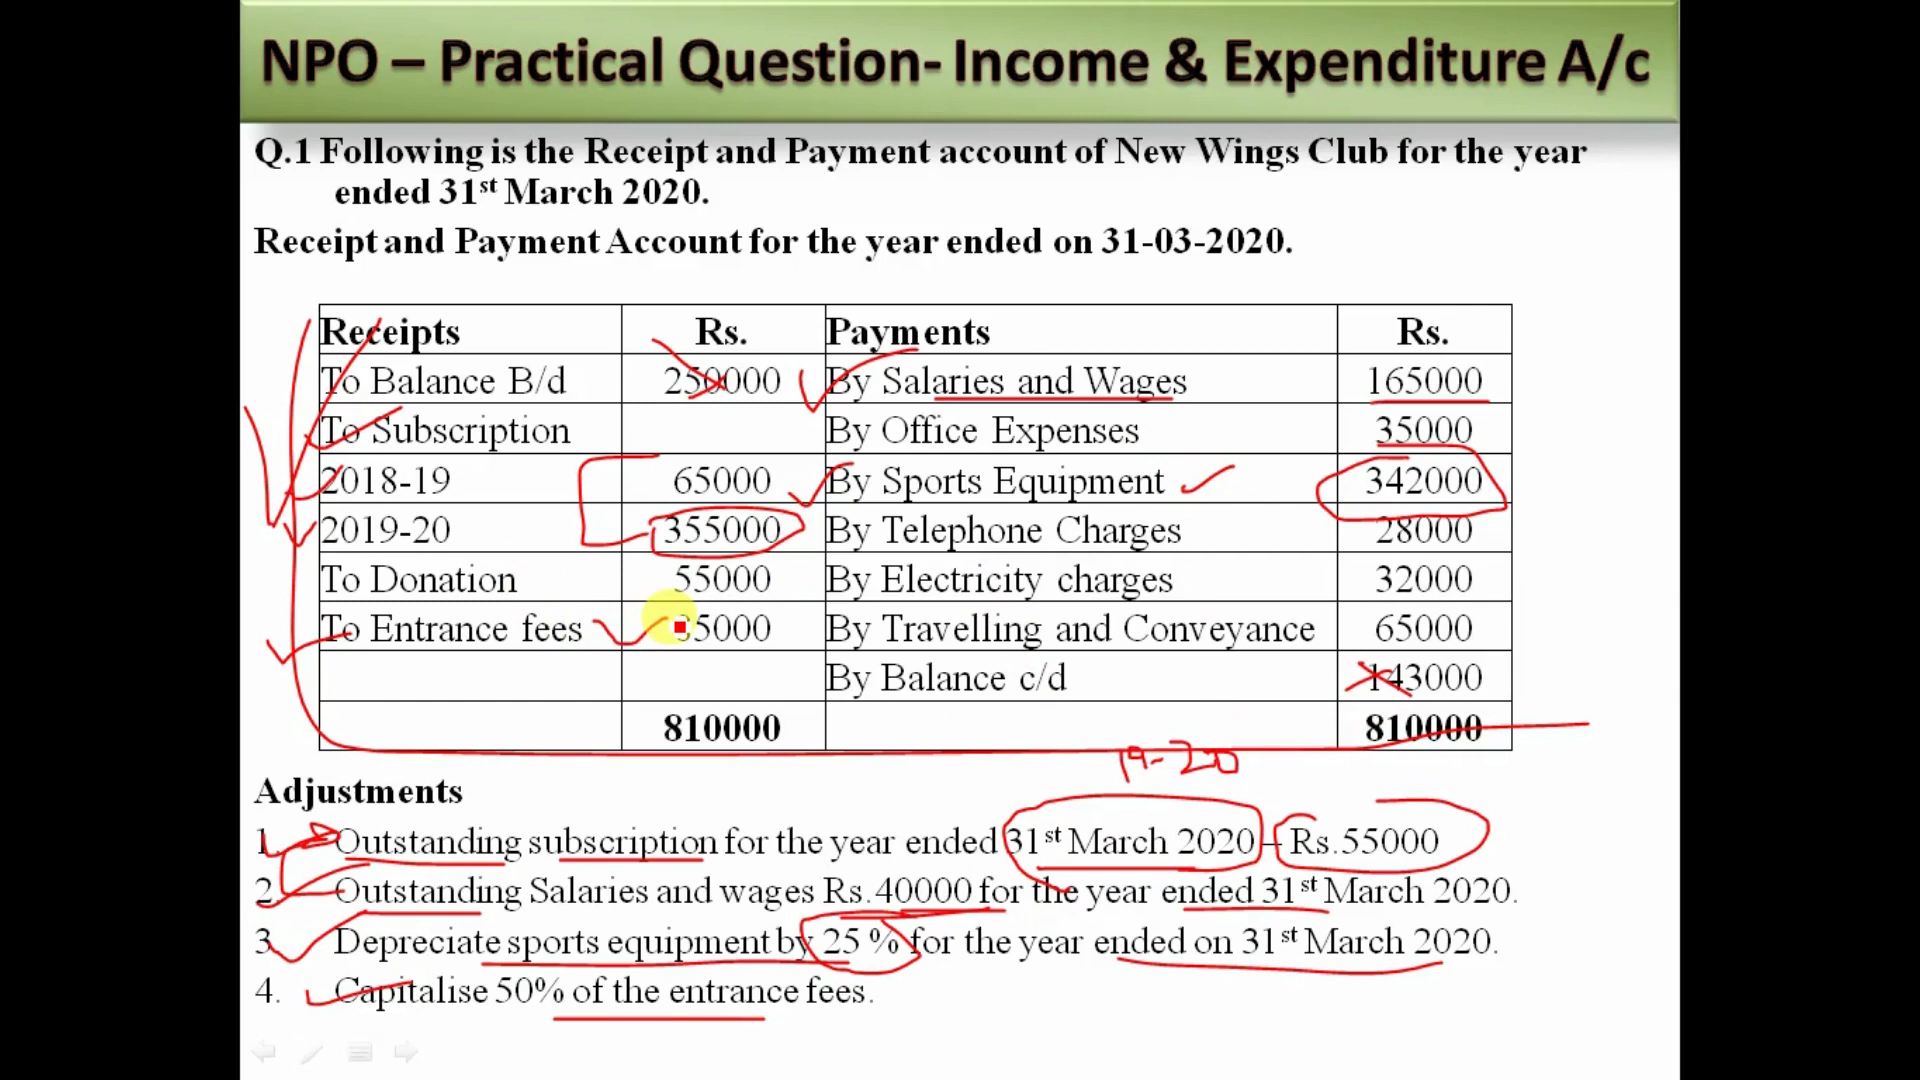 NPO – Practical Question- Income & Expenditure A/c
Q.1 Following is the Receipt and Payment account of New Wings Club for the year
ended 31st March 2020.
Receipt and Payment Account for the year ended on 31-03-2020.
Receipts Rs. Payments Rs.
To Balance B/d 250000 By Salaries and Wages 165000
To Subscription By Office Expenses 35000
2018-19 65000 By Sports Equipment 342000
2019-20 355000 By Telephone Charges 28000
To Donation 55000 By Electricity charges 32000
To Entrance fees 85000 By Travelling and Conveyance 65000
By Balance c/d 143000
810000 810000
19-20
Adjustments
1. Outstanding subscription for the year ended 31st March 2020 – Rs.55000
2. Outstanding Salaries and wages Rs.40000 for the year ended 31st March 2020.
3. Depreciate sports equipment by 25 % for the year ended on 31st March 2020.
4. Capitalise 50% of the entrance fees.